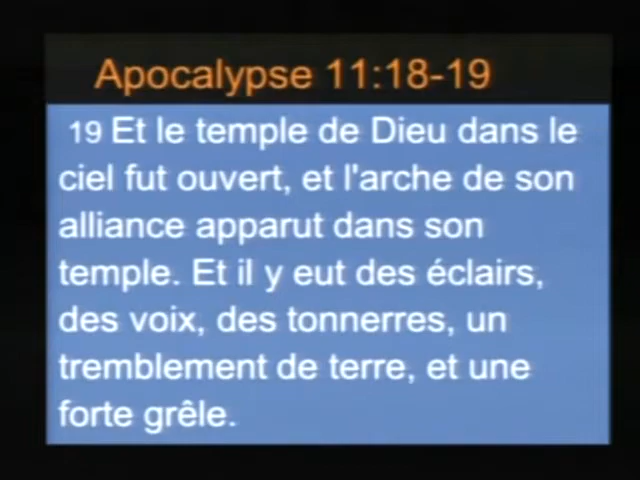 Apocalypse 11:18-19
19 Et le temple de Dieu dans le
ciel fut ouvert, et l'arche de son
alliance apparut dans son
temple. Et il y eut des éclairs,
des voix, des tonnerres, un
tremblement de terre, et une
forte grêle.